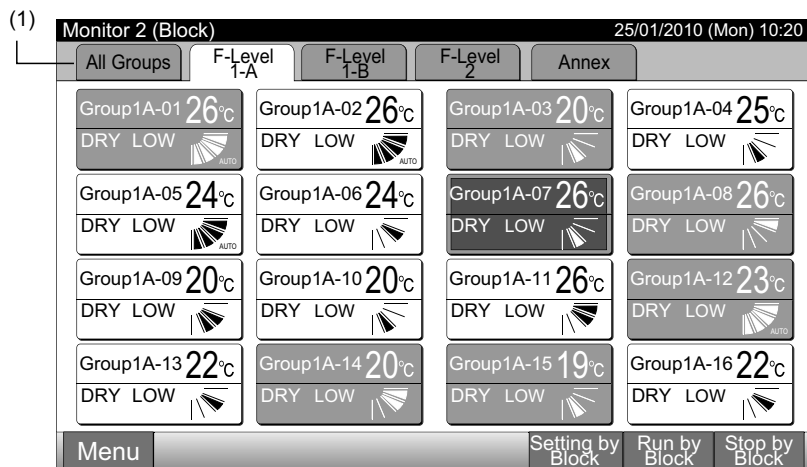 (1)
Monitor 2 (Block) 25/01/2010 (Mon) 10:20
All Groups F-Level 1-A F-Level 1-B F-Level 2 Annex
Group1A-01 26°C Group1A-02 26°C Group1A-03 20°C Group1A-04 25°C
DRY LOW AUTO DRY LOW AUTO DRY LOW DRY LOW
Group1A-05 24°C Group1A-06 24°C Group1A-07 26°C Group1A-08 26°C
DRY LOW AUTO DRY LOW DRY LOW DRY LOW
Group1A-09 20°C Group1A-10 20°C Group1A-11 26°C Group1A-12 23°C
DRY LOW DRY LOW DRY LOW DRY LOW AUTO
Group1A-13 22°C Group1A-14 20°C Group1A-15 19°C Group1A-16 22°C
DRY LOW DRY LOW DRY LOW DRY LOW
Menu Setting by Block Run by Block Stop by Block